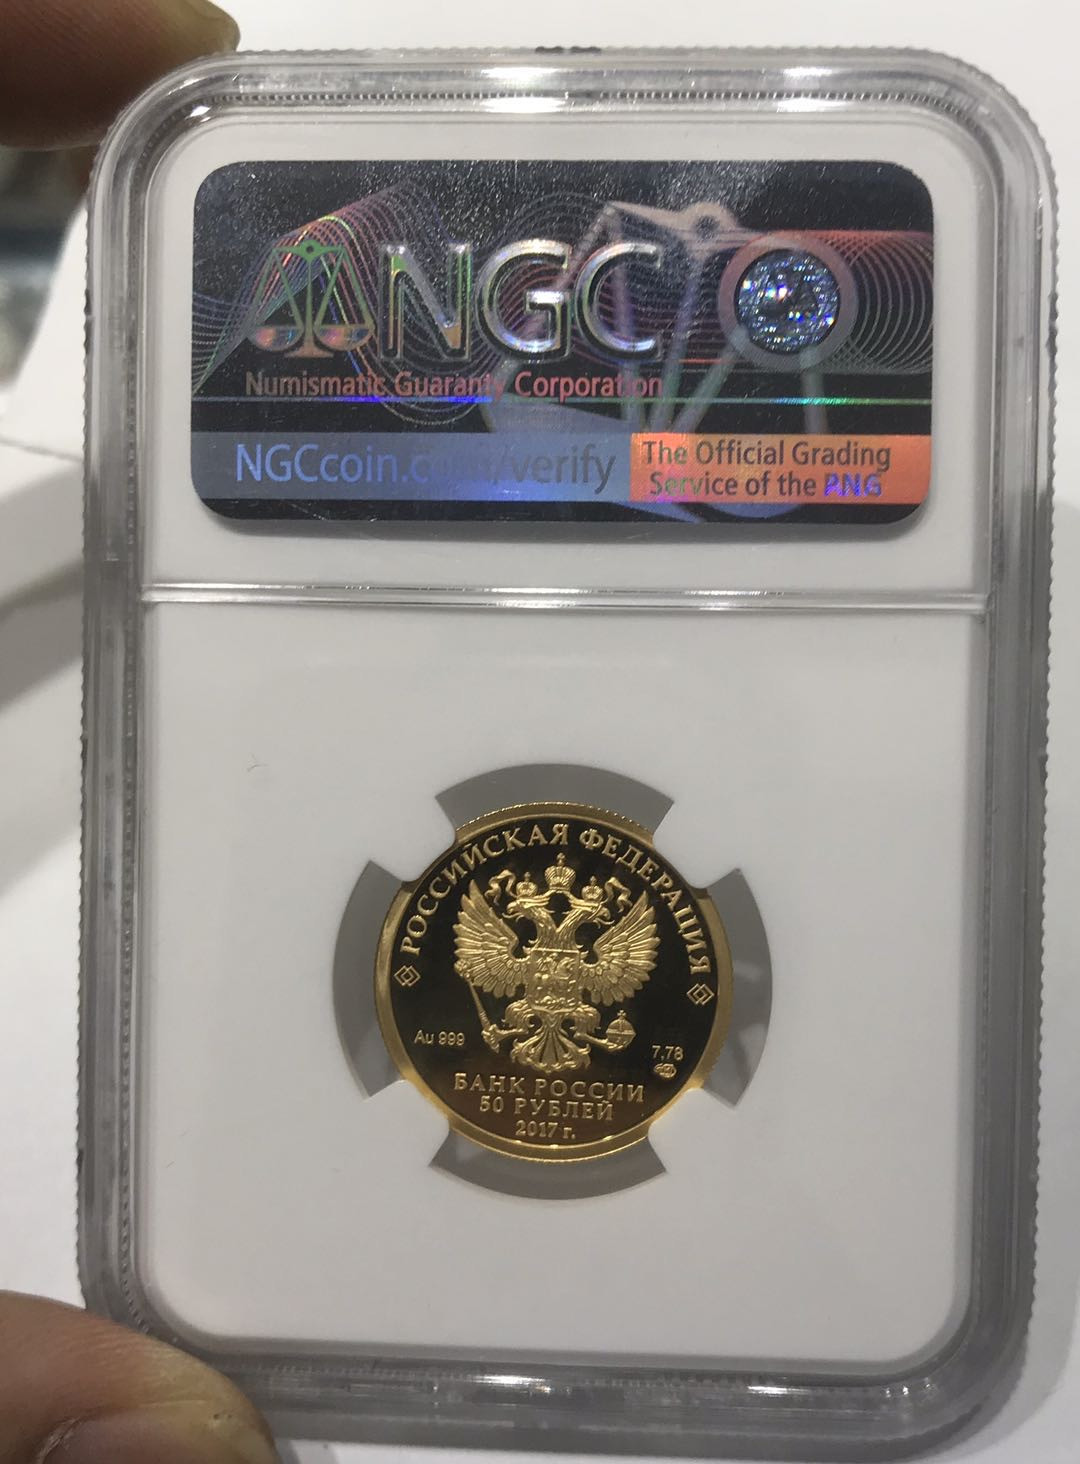 NGC
Numismatic Guaranty Corporation
NGCcoin.com/verify
The Official Grading
Service of the PNG
РОССИЙСКАЯ ФЕДЕРАЦИЯ
Au 999
7,78
БАНК РОССИИ
50 РУБЛЕЙ
2017 г.